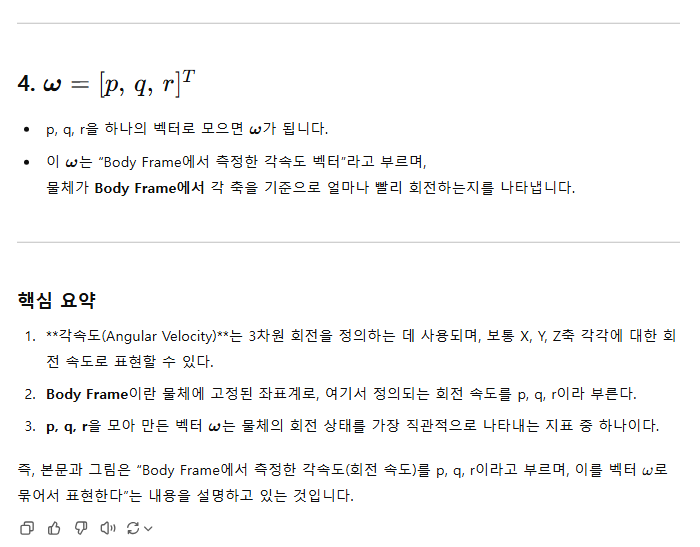 4. ω = [p, q, r]^T
• p, q, r을 하나의 벡터로 모으면 ω가 됩니다.
• 이 ω는 “Body Frame에서 측정한 각속도 벡터”라고 부르며,
물체가 Body Frame에서 각 축을 기준으로 얼마나 빨리 회전하는지를 나타냅니다.
핵심 요약
1. **각속도(Angular Velocity)**는 3차원 회전을 정의하는 데 사용되며, 보통 X, Y, Z축 각각에 대한 회
전 속도로 표현할 수 있다.
2. Body Frame이란 물체에 고정된 좌표계로, 여기서 정의되는 회전 속도를 p, q, r이라 부른다.
3. p, q, r을 모아 만든 벡터 ω는 물체의 회전 상태를 가장 직관적으로 나타내는 지표 중 하나이다.
즉, 본문과 그림은 “Body Frame에서 측정한 각속도(회전 속도)를 p, q, r이라고 부르며, 이를 벡터 ω로
묶어서 표현한다”는 내용을 설명하고 있는 것입니다.